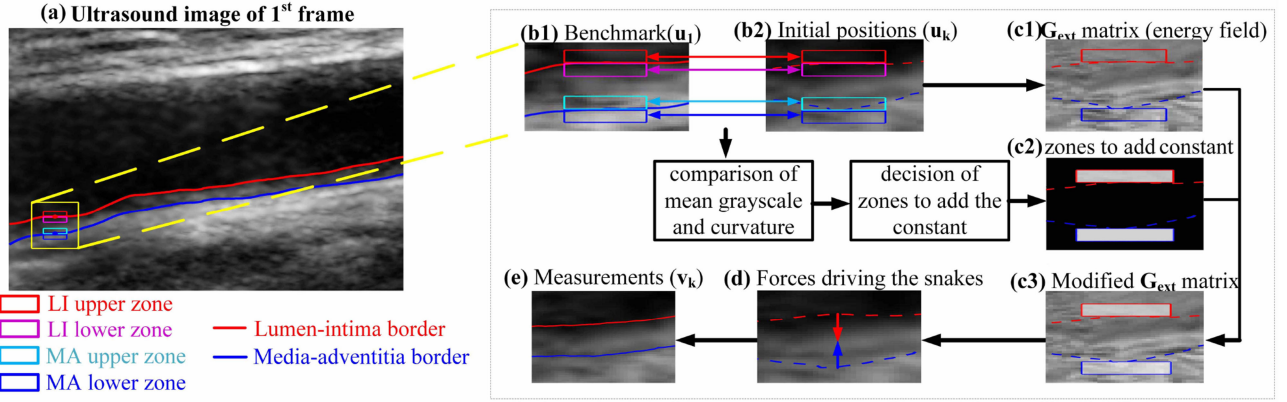 (a) Ultrasound image of 1st frame
(b1) Benchmark(u1)
(b2) Initial positions (uk)
(c1)Gext matrix (energy field)
(c2) zones to add constant
comparison of
mean grayscale
and curvature
decision of
zones to add the
constant
(e) Measurements (vk)
(d) Forces driving the snakes
(c3) Modified Gext matrix
LI upper zone
LI lower zone
MA upper zone
MA lower zone
Lumen-intima border
Media-adventitia border